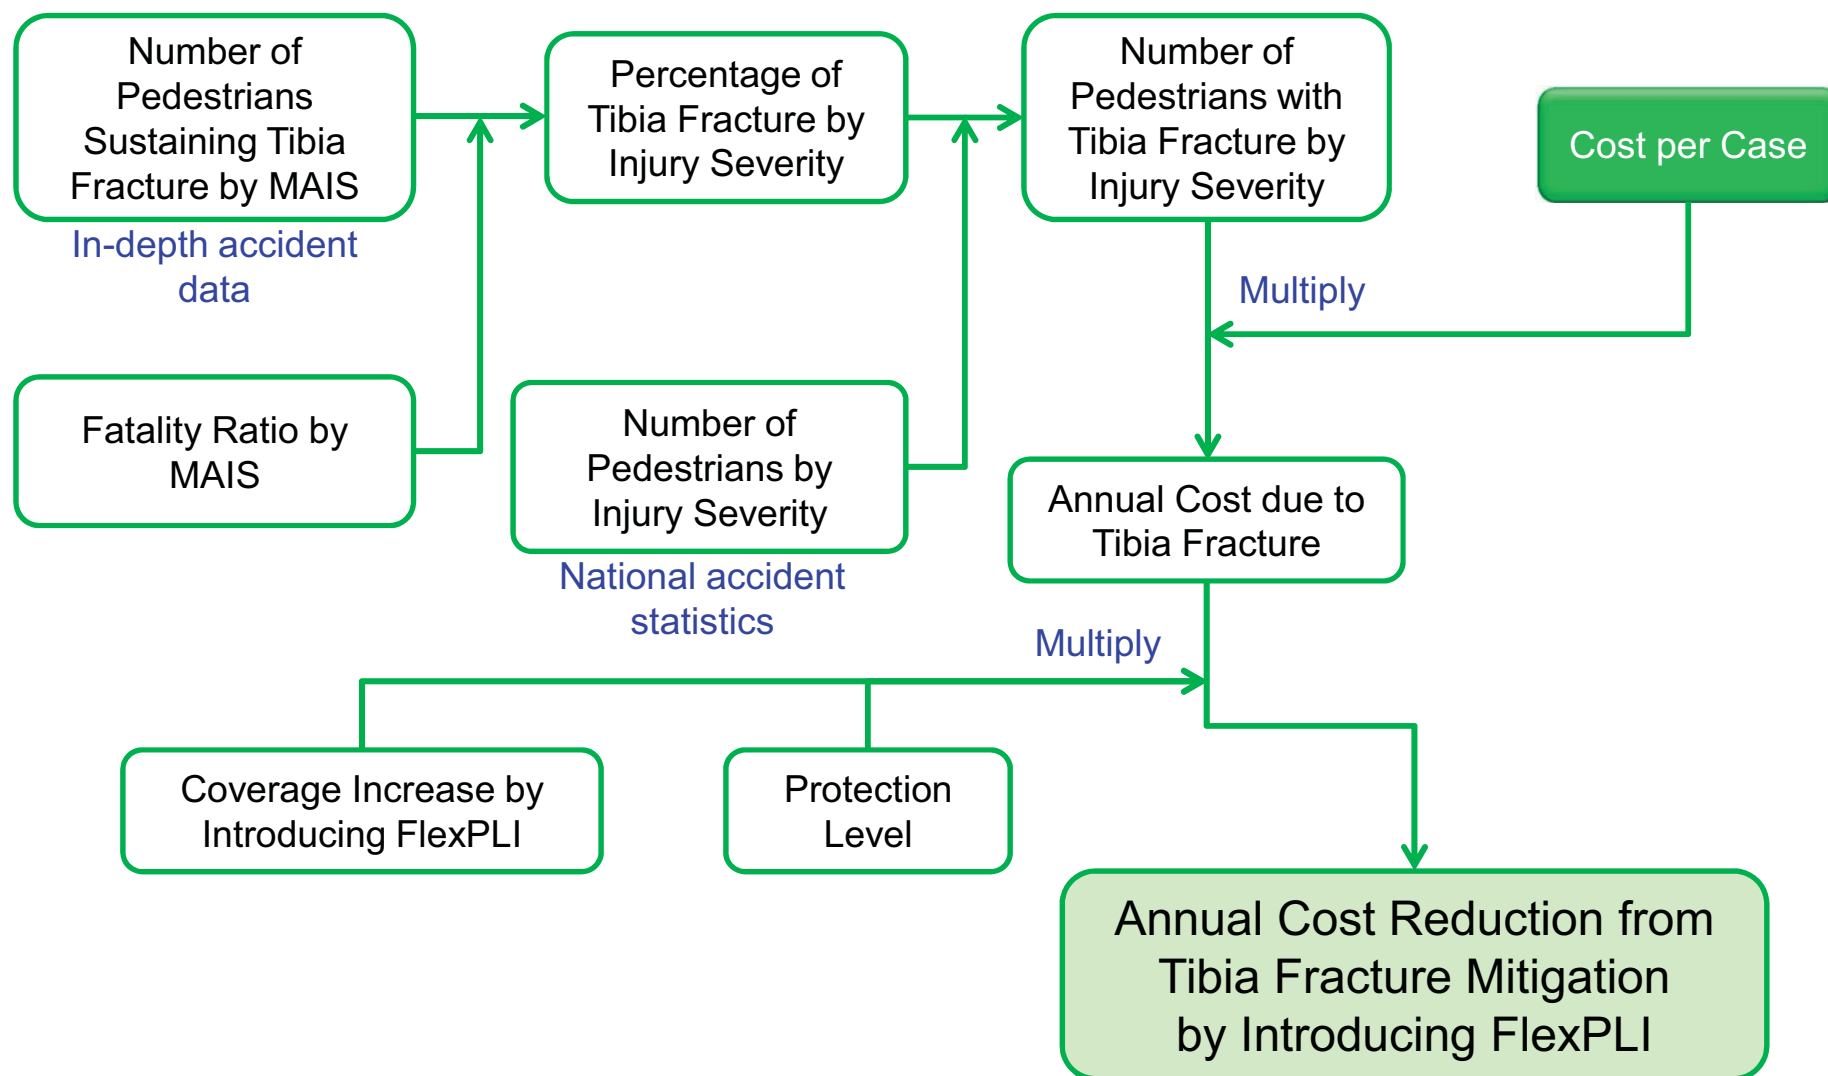 Number of
Pedestrians
Sustaining Tibia
Fracture by MAIS
In-depth accident
data
Percentage of
Tibia Fracture by
Injury Severity
Number of
Pedestrians with
Tibia Fracture by
Injury Severity
Cost per Case
Multiply
Fatality Ratio by
MAIS
Number of
Pedestrians by
Injury Severity
National accident
statistics
Annual Cost due to
Tibia Fracture
Multiply
Coverage Increase by
Introducing FlexPLI
Protection
Level
Annual Cost Reduction from
Tibia Fracture Mitigation
by Introducing FlexPLI